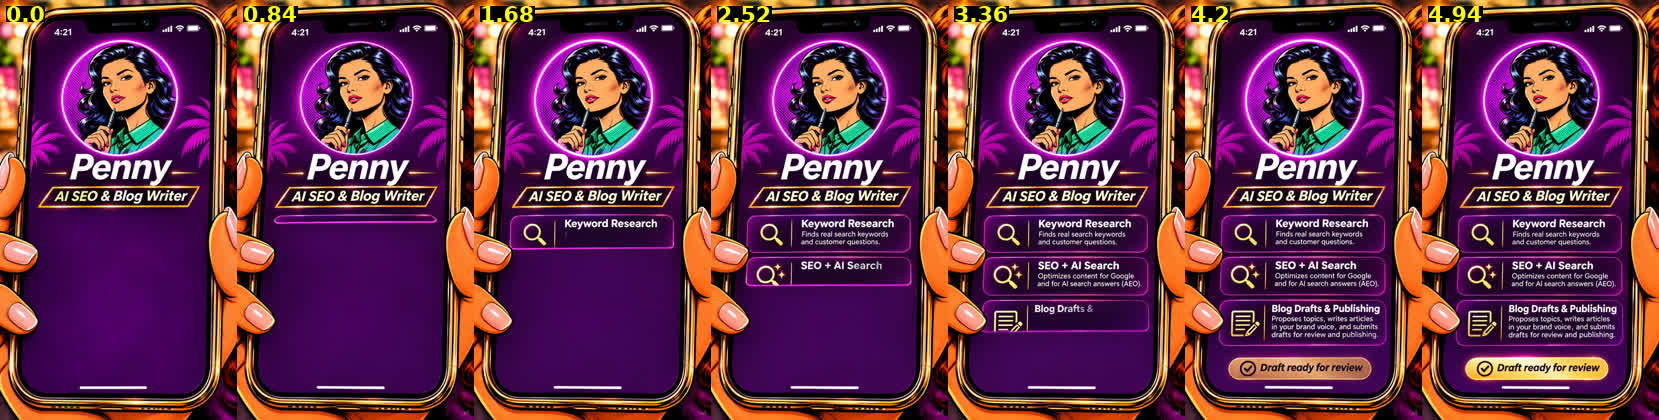 0.0
4:21
Penny
AI SEO & Blog Writer
0.84
4:21
Penny
AI SEO & Blog Writer
1.68
4:21
Penny
AI SEO & Blog Writer
Keyword Research
2.52
4:21
Penny
AI SEO & Blog Writer
Keyword Research
Finds real search keywords
and customer questions.
SEO + AI Search
3.36
4:21
Penny
AI SEO & Blog Writer
Keyword Research
Finds real search keywords
and customer questions.
SEO + AI Search
Optimizes content for Google
and for AI search answers (AEO).
Blog Drafts &
4.2
4:21
Penny
AI SEO & Blog Writer
Keyword Research
Finds real search keywords
and customer questions.
SEO + AI Search
Optimizes content for Google
and for AI search answers (AEO).
Blog Drafts & Publishing
Proposes topics, writes articles
in your brand voice, and submits
drafts for review and publishing.
Draft ready for review
4.94
4:21
Penny
AI SEO & Blog Writer
Keyword Research
Finds real search keywords
and customer questions.
SEO + AI Search
Optimizes content for Google
and for AI search answers (AEO).
Blog Drafts & Publishing
Proposes topics, writes articles
in your brand voice, and submits
drafts for review and publishing.
Draft ready for review